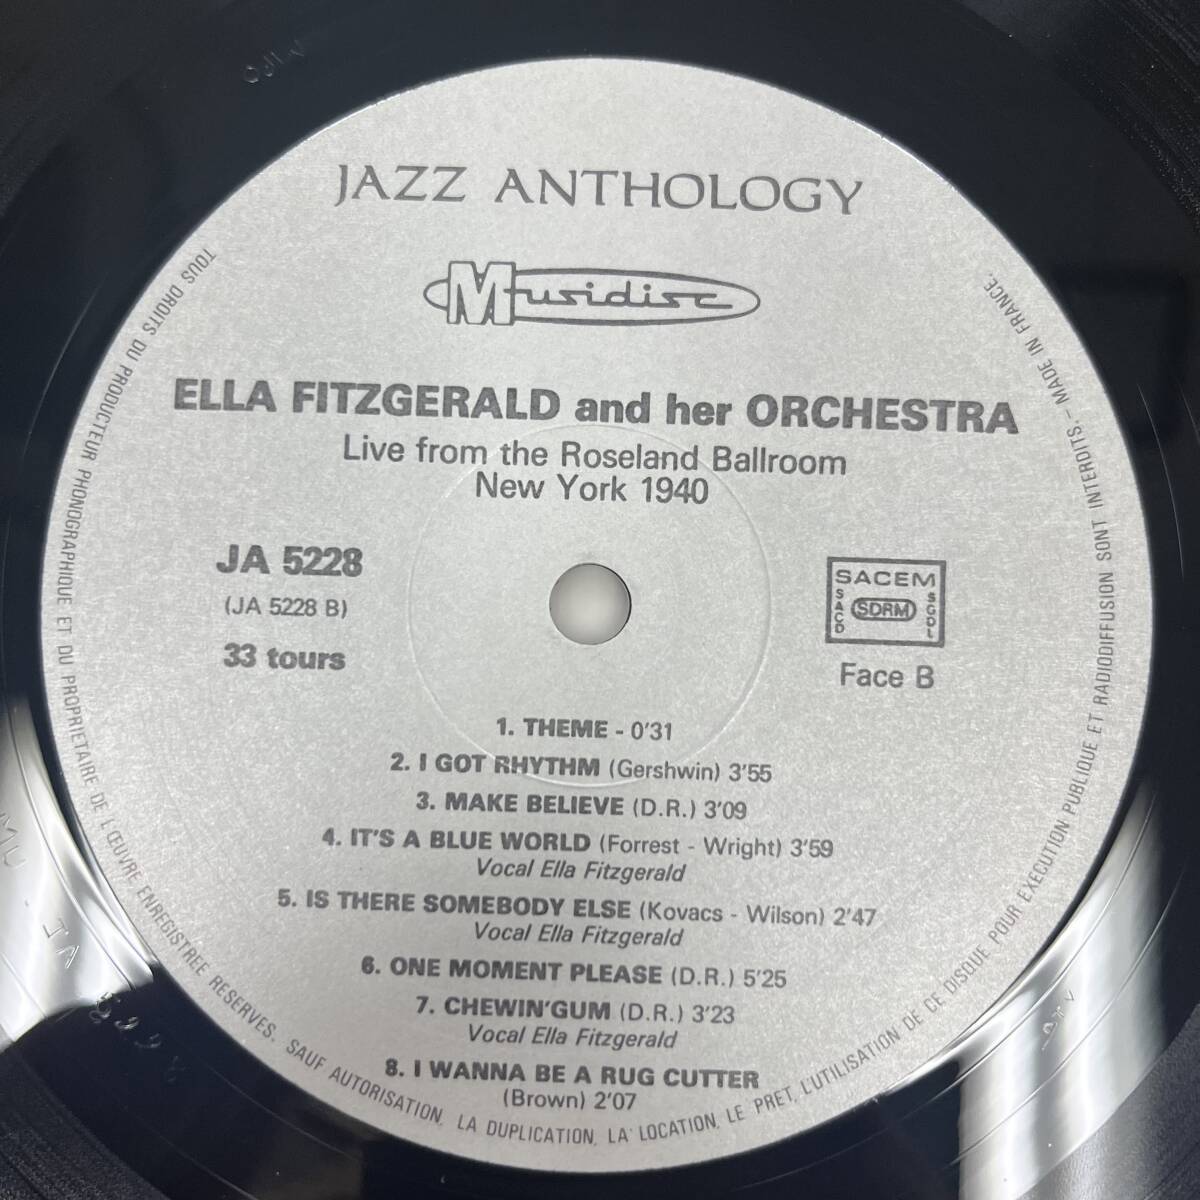 JAZZ ANTHOLOGY
Musidisc
ELLA FITZGERALD and her ORCHESTRA
Live from the Roseland Ballroom
New York 1940
JA 5228
(JA 5228 B)
33 tours
SACEM
SACD
SDRM
SGDL
Face B
1. THEME - 0'31
2. I GOT RHYTHM (Gershwin) 3'55
3. MAKE BELIEVE (D.R.) 3'09
4. IT'S A BLUE WORLD (Forrest - Wright) 3'59
Vocal Ella Fitzgerald
5. IS THERE SOMEBODY ELSE (Kovacs - Wilson) 2'47
Vocal Ella Fitzgerald
6. ONE MOMENT PLEASE (D.R.) 5'25
7. CHEWIN'GUM (D.R.) 3'23
Vocal Ella Fitzgerald
8. I WANNA BE A RUG CUTTER
(Brown) 2'07
TOUS DROITS DU PRODUCTEUR PHONOGRAPHIQUE ET DU PROPRIETAIRE DE L'ŒUVRE ENREGISTREE RESERVES. SAUF AUTORISATION, LA DUPLICATION, LA LOCATION, LE PRET, L'UTILISATION DE CE DISQUE POUR EXECUTION PUBLIQUE ET RADIODIFFUSION SONT INTERDITS. - MADE IN FRANCE.